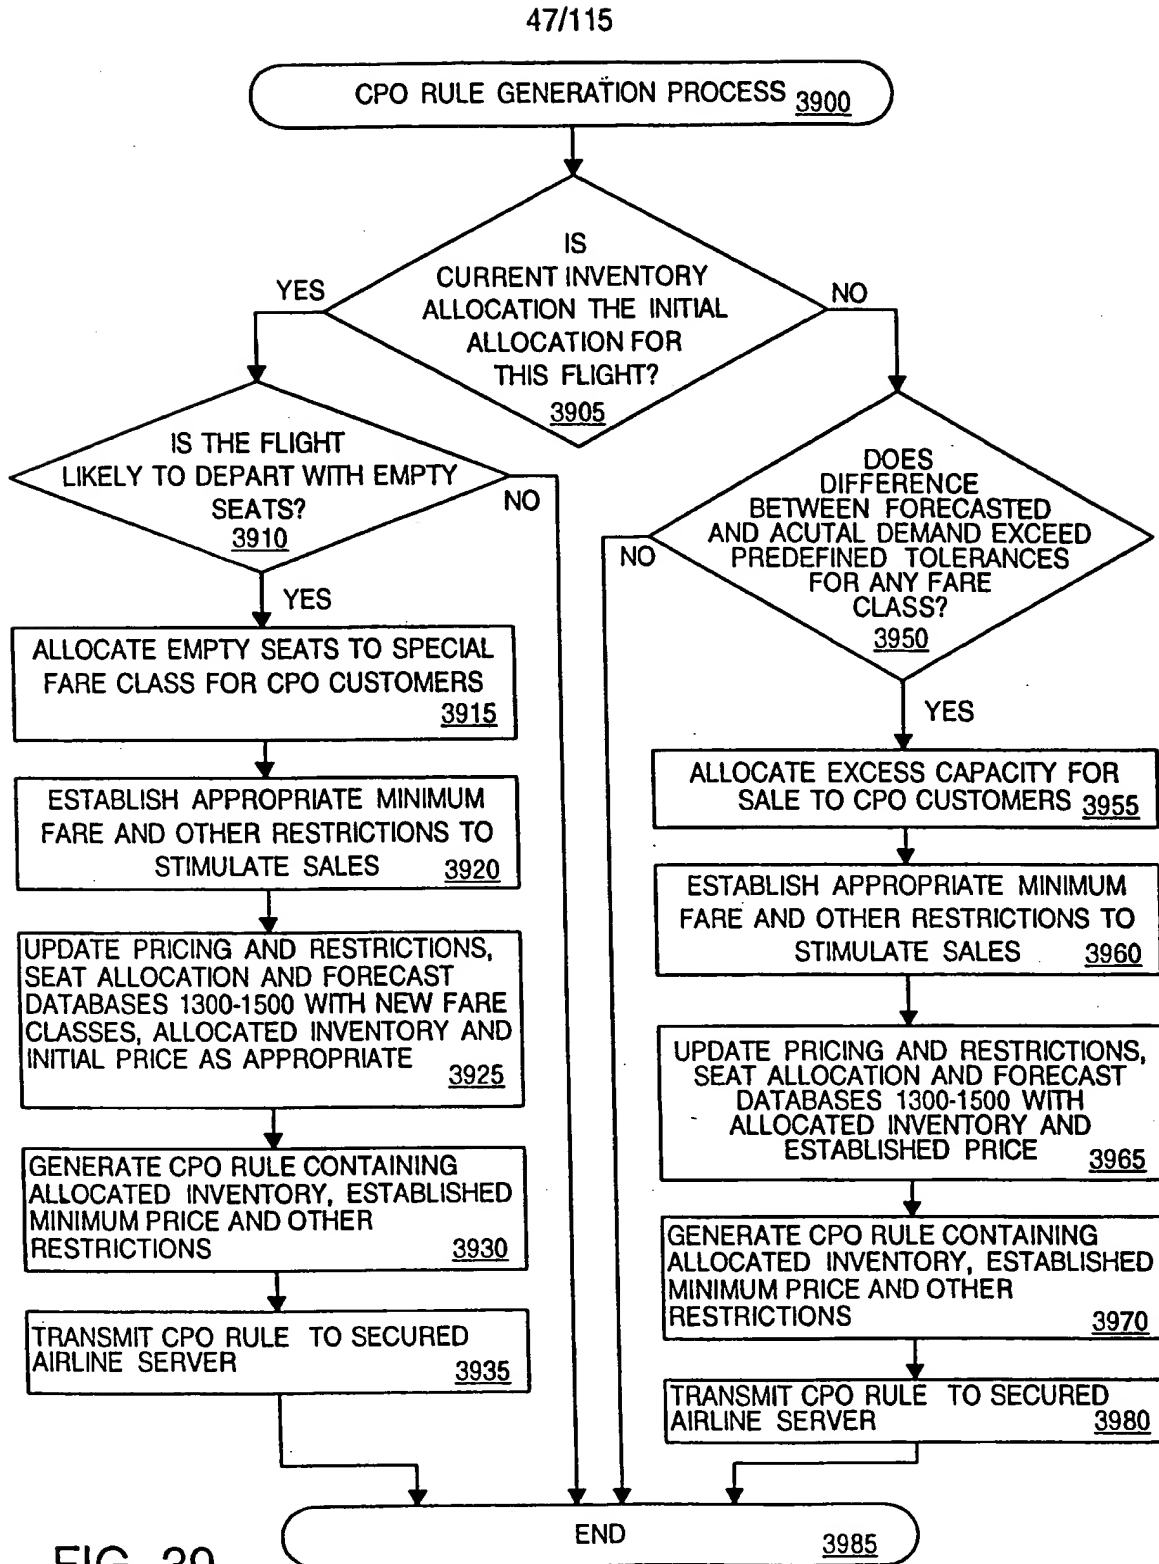 47/115
CPO RULE GENERATION PROCESS 3900
IS
CURRENT INVENTORY
ALLOCATION THE INITIAL
ALLOCATION FOR
THIS FLIGHT?
3905
YES
NO
IS THE FLIGHT
LIKELY TO DEPART WITH EMPTY
SEATS?
3910
NO
YES
DOES
DIFFERENCE
BETWEEN FORECASTED
AND ACUTAL DEMAND EXCEED
PREDEFINED TOLERANCES
FOR ANY FARE
CLASS?
3950
NO
YES
ALLOCATE EMPTY SEATS TO SPECIAL
FARE CLASS FOR CPO CUSTOMERS
3915
ESTABLISH APPROPRIATE MINIMUM
FARE AND OTHER RESTRICTIONS TO
STIMULATE SALES 3920
UPDATE PRICING AND RESTRICTIONS,
SEAT ALLOCATION AND FORECAST
DATABASES 1300-1500 WITH NEW FARE
CLASSES, ALLOCATED INVENTORY AND
INITIAL PRICE AS APPROPRIATE 3925
GENERATE CPO RULE CONTAINING
ALLOCATED INVENTORY, ESTABLISHED
MINIMUM PRICE AND OTHER
RESTRICTIONS 3930
TRANSMIT CPO RULE TO SECURED
AIRLINE SERVER 3935
ALLOCATE EXCESS CAPACITY FOR
SALE TO CPO CUSTOMERS 3955
ESTABLISH APPROPRIATE MINIMUM
FARE AND OTHER RESTRICTIONS TO
STIMULATE SALES 3960
UPDATE PRICING AND RESTRICTIONS,
SEAT ALLOCATION AND FORECAST
DATABASES 1300-1500 WITH
ALLOCATED INVENTORY AND
ESTABLISHED PRICE 3965
GENERATE CPO RULE CONTAINING
ALLOCATED INVENTORY, ESTABLISHED
MINIMUM PRICE AND OTHER
RESTRICTIONS 3970
TRANSMIT CPO RULE TO SECURED
AIRLINE SERVER 3980
END 3985
FIG. 39